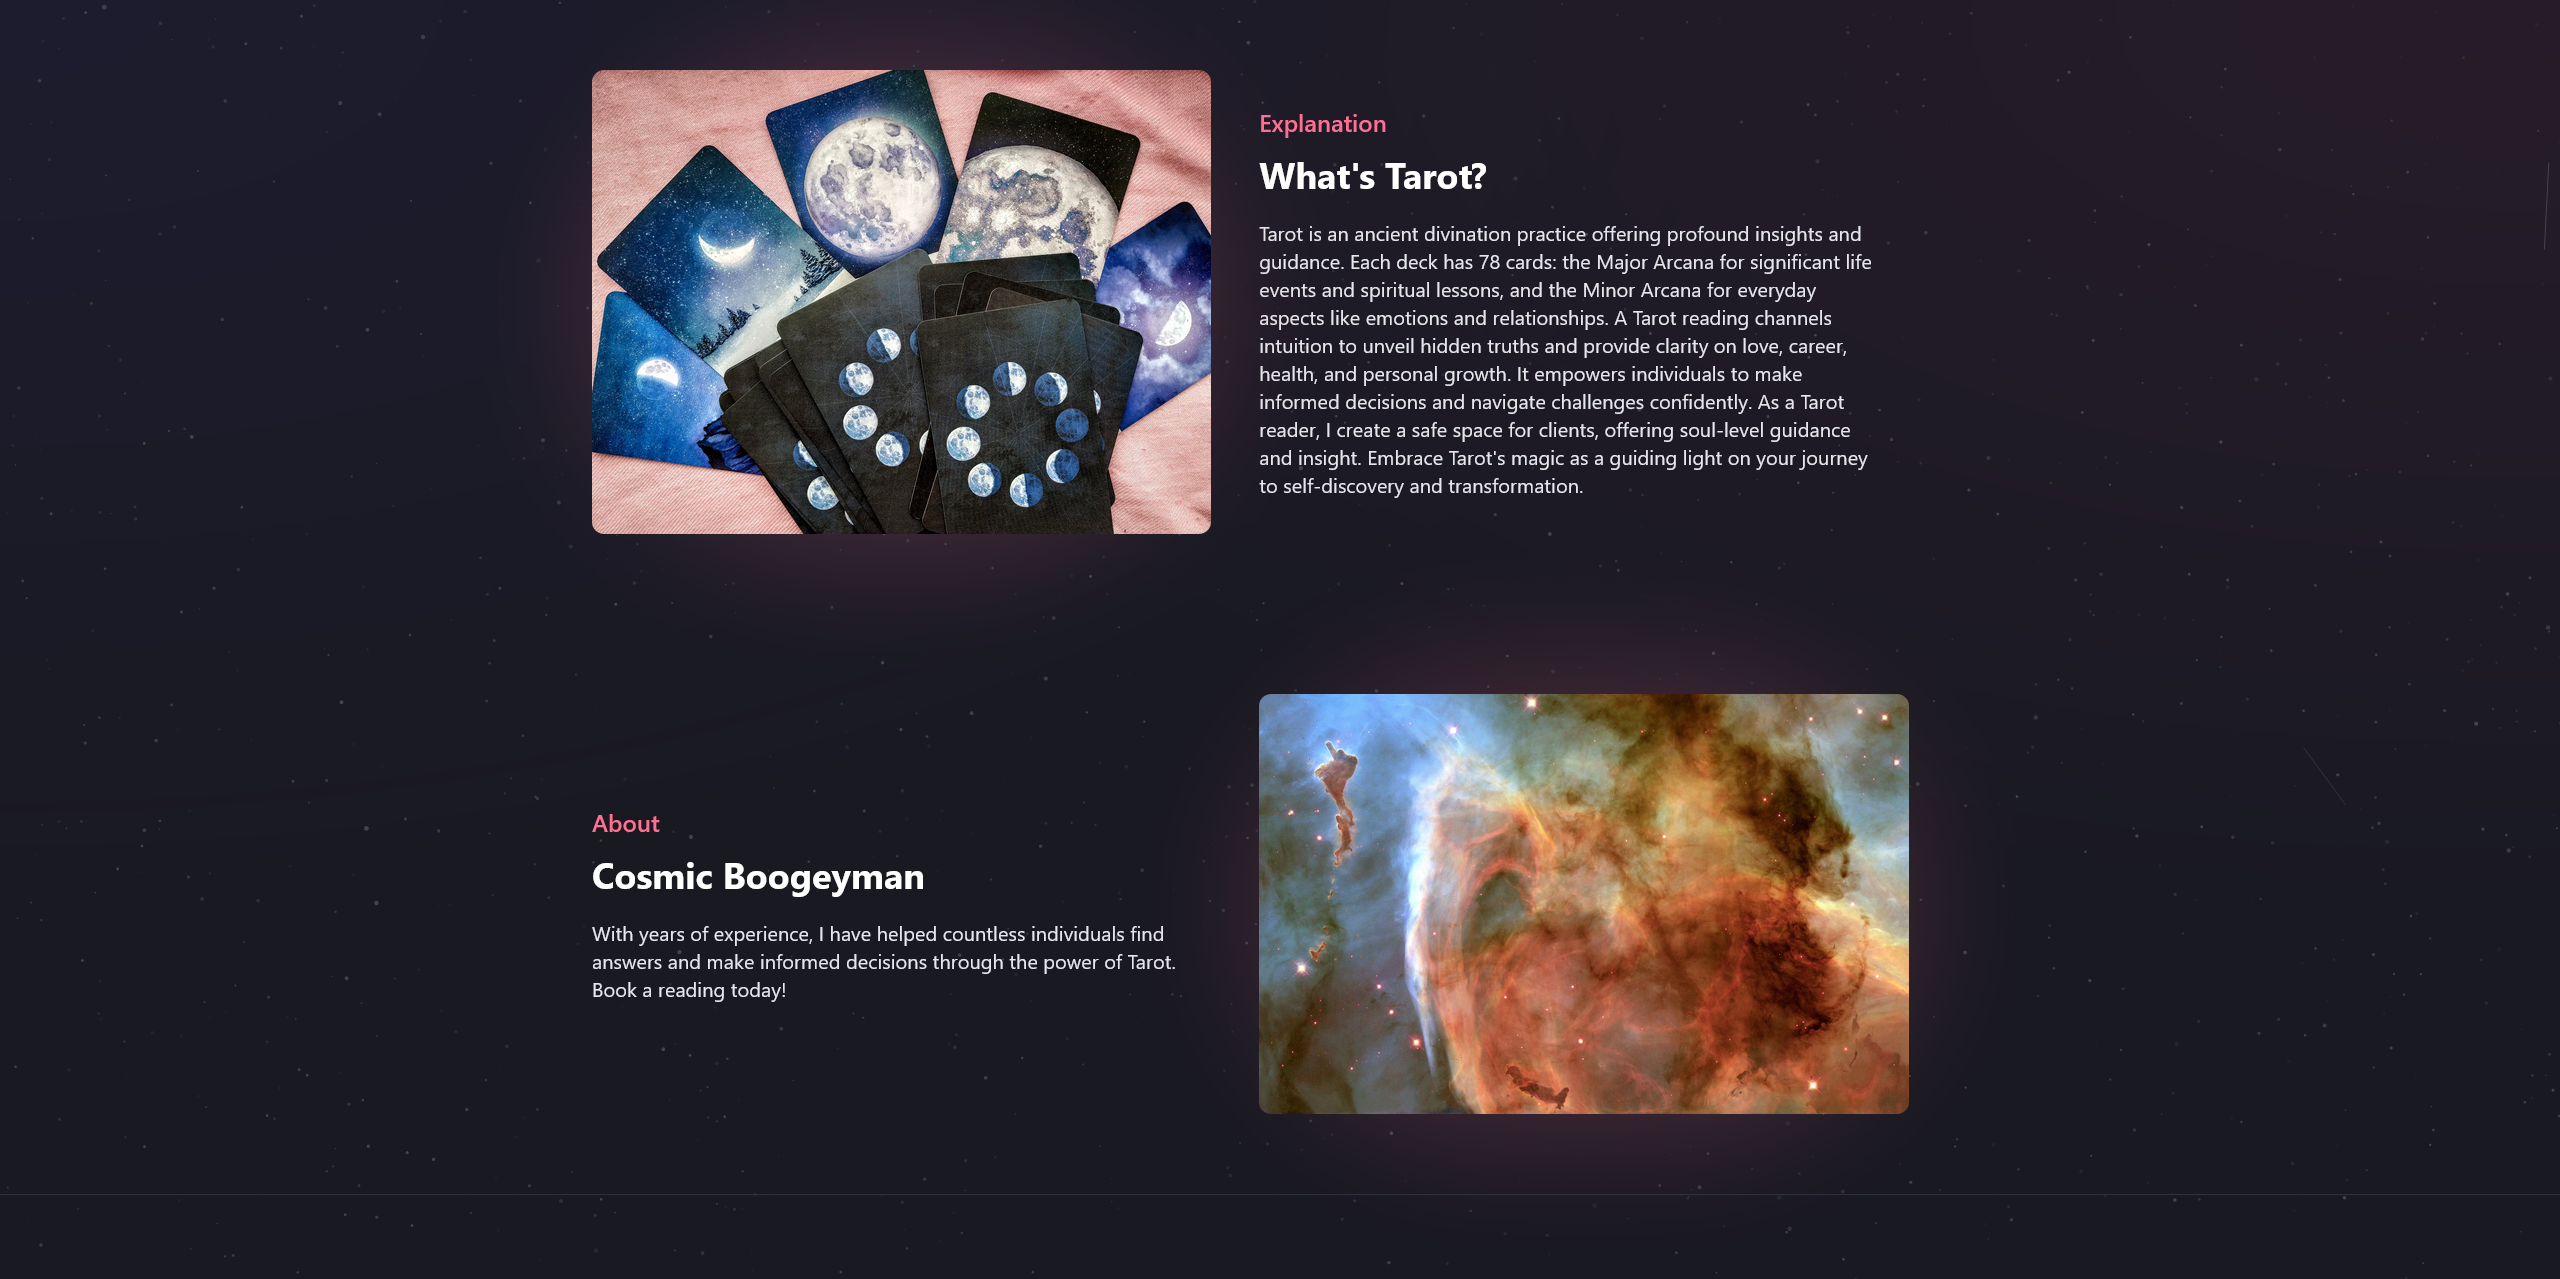 Explanation
What's Tarot?
Tarot is an ancient divination practice offering profound insights and
guidance. Each deck has 78 cards: the Major Arcana for significant life
events and spiritual lessons, and the Minor Arcana for everyday
aspects like emotions and relationships. A Tarot reading channels
intuition to unveil hidden truths and provide clarity on love, career,
health, and personal growth. It empowers individuals to make
informed decisions and navigate challenges confidently. As a Tarot
reader, I create a safe space for clients, offering soul-level guidance
and insight. Embrace Tarot's magic as a guiding light on your journey
to self-discovery and transformation.
About
Cosmic Boogeyman
With years of experience, I have helped countless individuals find
answers and make informed decisions through the power of Tarot.
Book a reading today!